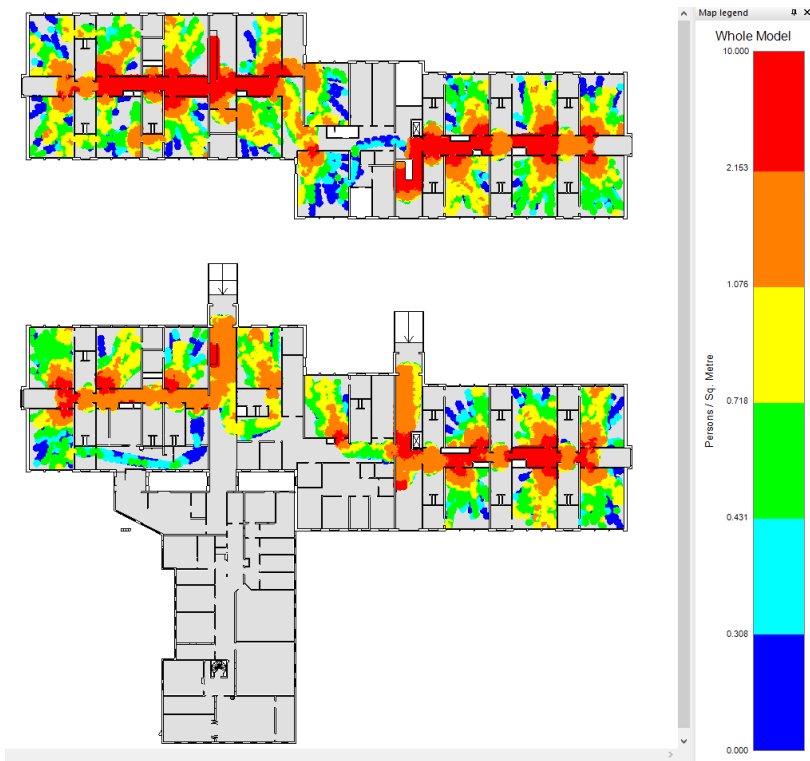 Map legend
Whole Model
10.000
2.153
1.076
0.718
0.431
0.308
0.000
Persons / Sq. Metre